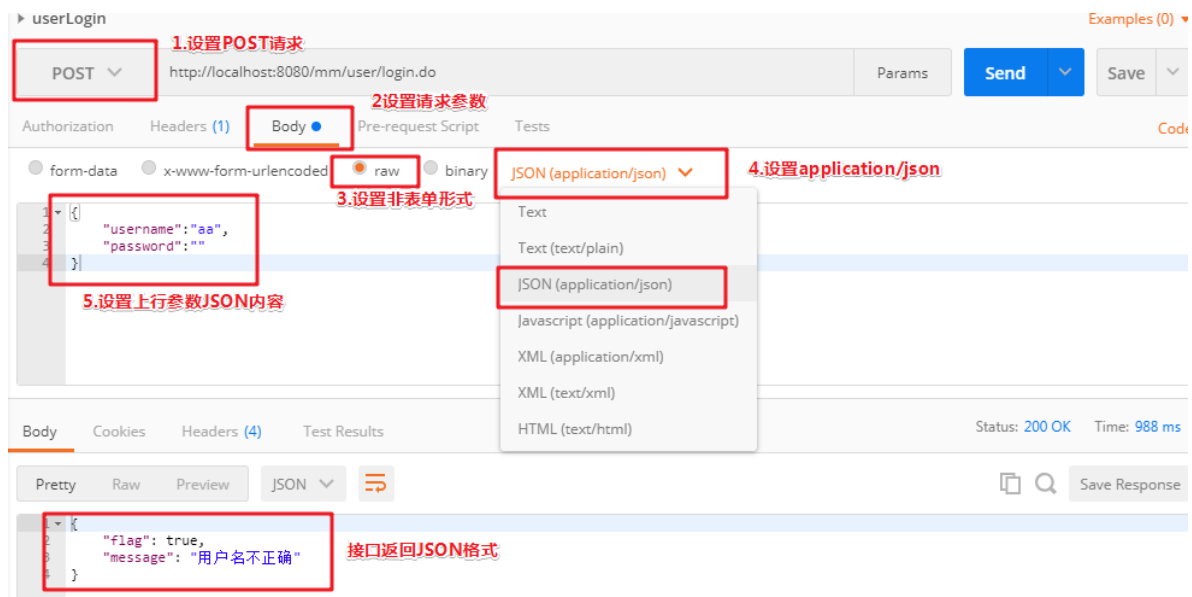 userLogin
Examples (0)
1.设置POST请求
POST
http://localhost:8080/mm/user/login.do
Params
Send
Save
2设置请求参数
Authorization
Headers (1)
Body
Pre-request Script
Tests
Code
form-data
x-www-form-urlencoded
raw
binary
JSON (application/json)
4.设置application/json
3.设置非表单形式
1 {
2 "username":"aa",
3 "password":""
4 }
5.设置上行参数JSON内容
Text
Text (text/plain)
JSON (application/json)
Javascript (application/javascript)
XML (application/xml)
XML (text/xml)
HTML (text/html)
Body
Cookies
Headers (4)
Test Results
Status: 200 OK
Time: 988 ms
Pretty
Raw
Preview
JSON
Save Response
1 {
2 "flag": true,
3 "message": "用户名不正确"
4 }
接口返回JSON格式